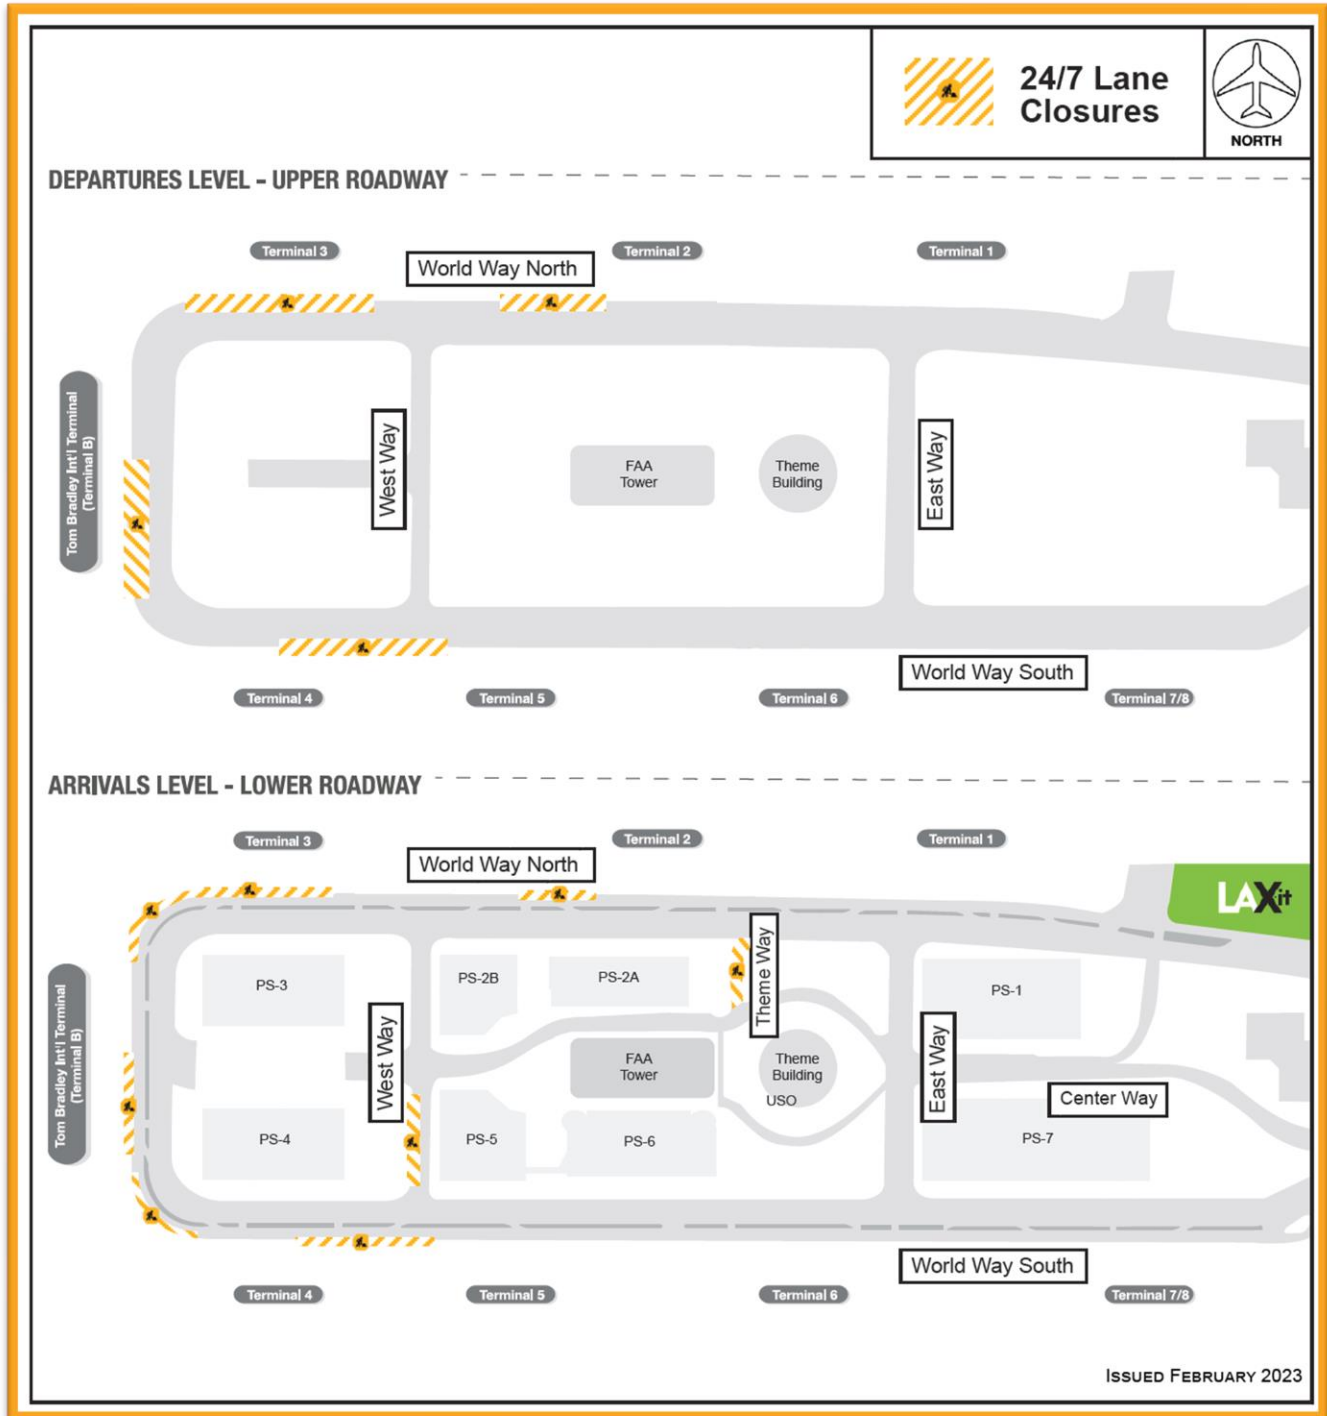 24/7 Lane
Closures
NORTH
DEPARTURES LEVEL - UPPER ROADWAY
Terminal 3
Terminal 2
Terminal 1
World Way North
Tom Bradley Int'l Terminal
(Terminal B)
West Way
FAA
Tower
Theme
Building
East Way
World Way South
Terminal 4
Terminal 5
Terminal 6
Terminal 7/8
ARRIVALS LEVEL - LOWER ROADWAY
Terminal 3
Terminal 2
Terminal 1
World Way North
LAXit
Tom Bradley Int'l Terminal
(Terminal B)
PS-3
PS-2B
PS-2A
Theme Way
PS-1
West Way
FAA
Tower
Theme
Building
USO
East Way
Center Way
PS-4
PS-5
PS-6
PS-7
World Way South
Terminal 4
Terminal 5
Terminal 6
Terminal 7/8
ISSUED FEBRUARY 2023